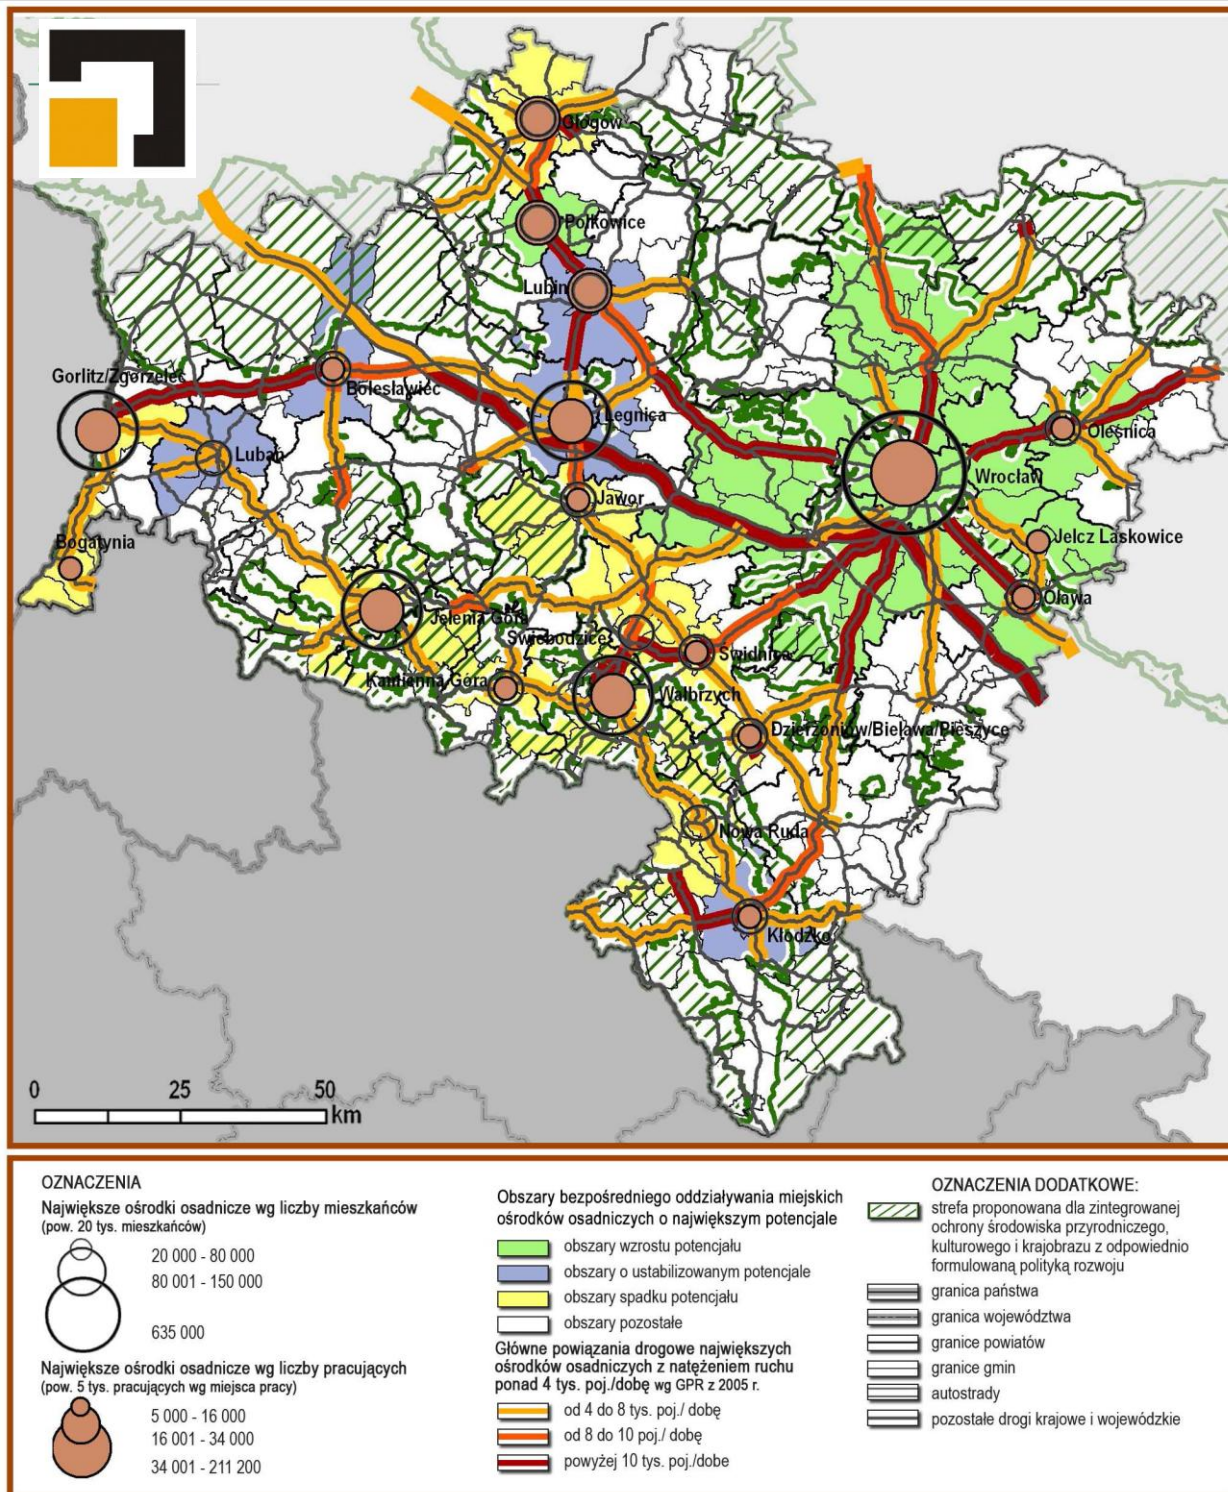 Głogów
Polkowice
Lubin
Gorlitz/Zgorzelec
Bolesławiec
Legnica
Oleśnica
Lubań
Wrocław
Jawor
Jelcz Laskowice
Bogatynia
Oława
Jelenia Góra
Świebodzice
Świdnica
Kamienna Góra
Wałbrzych
Dzierżoniów/Bielawa/Pieszyce
Nowa Ruda
Kłodzko
0 25 50
km
OZNACZENIA
Największe ośrodki osadnicze wg liczby mieszkańców
(pow. 20 tys. mieszkańców)
20 000 - 80 000
80 001 - 150 000
635 000
Największe ośrodki osadnicze wg liczby pracujących
(pow. 5 tys. pracujących wg miejsca pracy)
5 000 - 16 000
16 001 - 34 000
34 001 - 211 200
Obszary bezpośredniego oddziaływania miejskich
ośrodków osadniczych o największym potencjale
obszary wzrostu potencjału
obszary o ustabilizowanym potencjale
obszary spadku potencjału
obszary pozostałe
Główne powiązania drogowe największych
ośrodków osadniczych z natężeniem ruchu
ponad 4 tys. poj./dobę wg GPR z 2005 r.
od 4 do 8 tys. poj./ dobę
od 8 do 10 poj./ dobę
powyżej 10 tys. poj./dobe
OZNACZENIA DODATKOWE:
strefa proponowana dla zintegrowanej
ochrony środowiska przyrodniczego,
kulturowego i krajobrazu z odpowiednio
formułowaną polityką rozwoju
granica państwa
granica województwa
granice powiatów
granice gmin
autostrady
pozostałe drogi krajowe i wojewódzkie